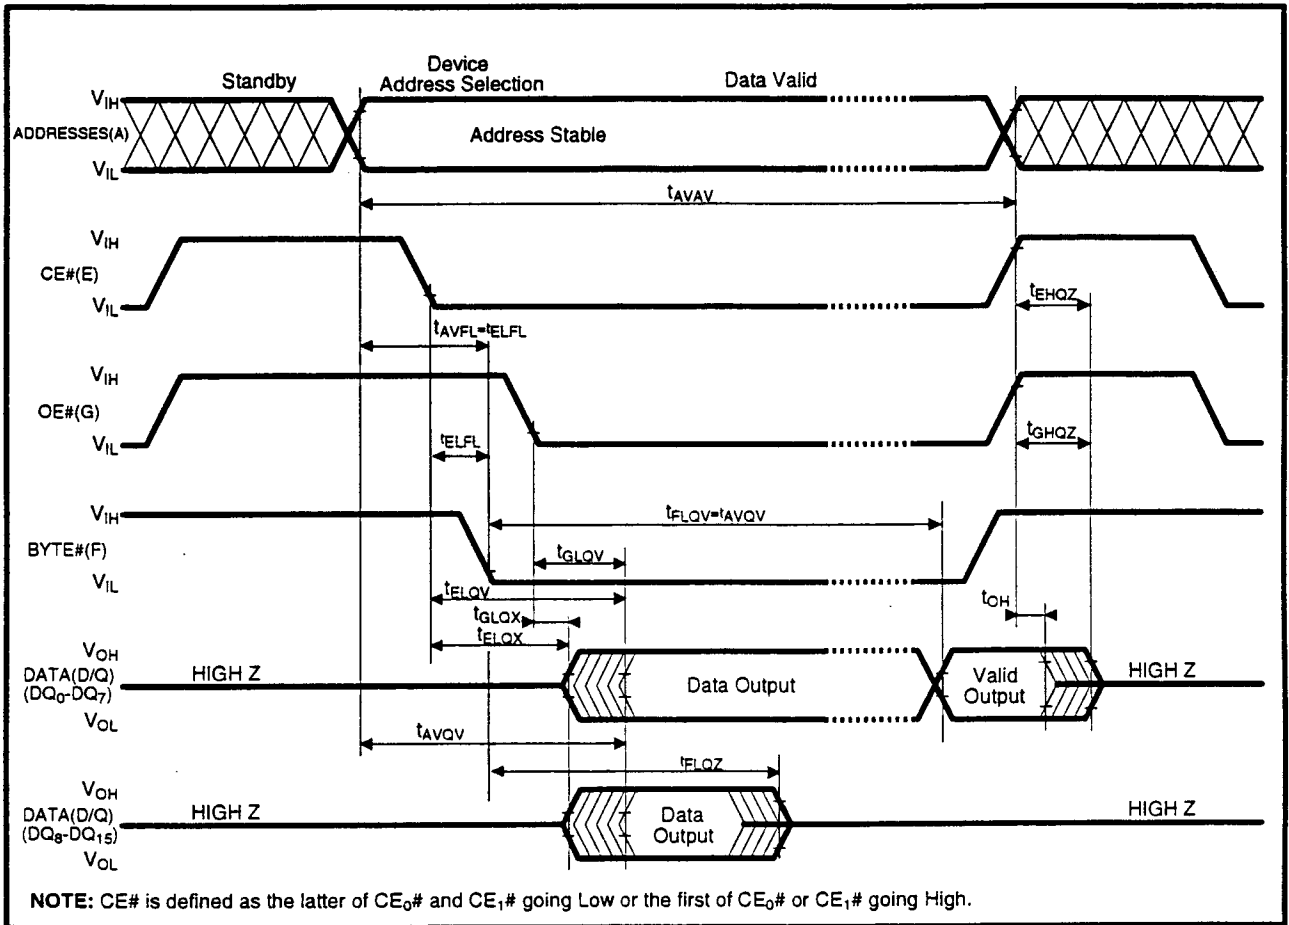 Device
Standby Address Selection Data Valid
VIH
ADDRESSES(A) Address Stable
VIL
tAVAV
VIH
CE#(E)
VIL
tEHQZ
tAVFL=tELFL
VIH
OE#(G)
VIL
tELFL
tGHQZ
VIH
tFLQV=tAVQV
BYTE#(F)
tGLQV
VIL
tELQV
tGLQX
tOH
tELQX
VOH
DATA(D/Q) HIGH Z Data Output Valid Output HIGH Z
(DQ0-DQ7)
VOL
tAVQV
tFLQZ
VOH
DATA(D/Q) HIGH Z Data Output HIGH Z
(DQ8-DQ15)
VOL
NOTE: CE# is defined as the latter of CE0# and CE1# going Low or the first of CE0# or CE1# going High.